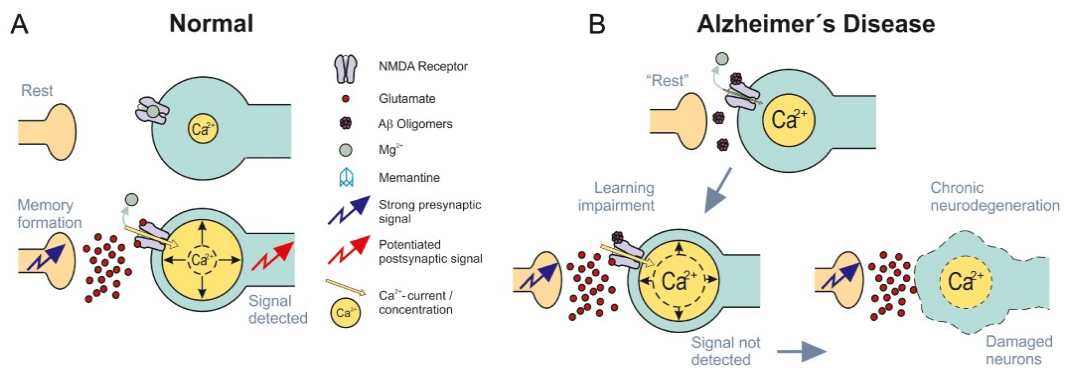 A
Normal
Rest
Ca²⁺
Memory
formation
Ca²⁺
Signal
detected
NMDA Receptor
Glutamate
Aβ Oligomers
Mg²⁺
Memantine
Strong presynaptic
signal
Potentiated
postsynaptic signal
Ca²⁺-current /
concentration
Ca²⁺
B
Alzheimer´s Disease
“Rest”
Ca²⁺
Learning
impairment
Ca²⁺
Signal not
detected
Chronic
neurodegeneration
Ca²⁺
Damaged
neurons